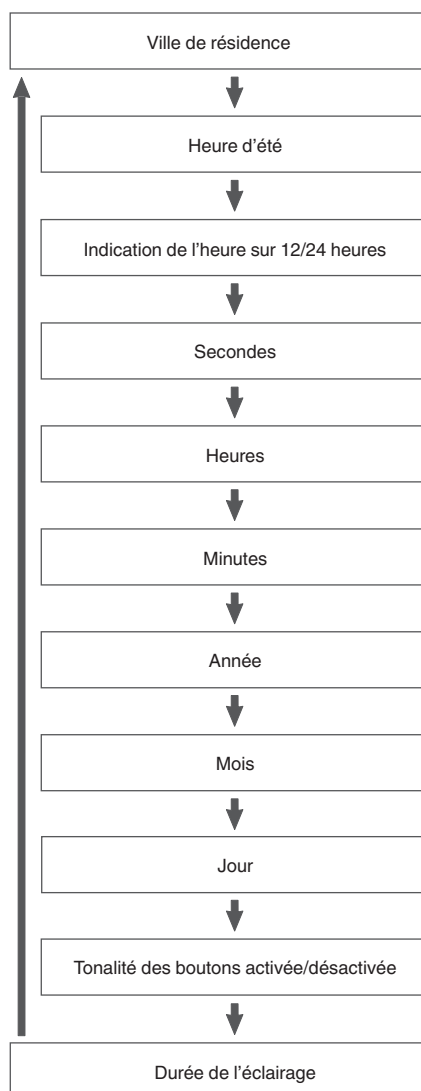 Ville de résidence
Heure d’été
Indication de l’heure sur 12/24 heures
Secondes
Heures
Minutes
Année
Mois
Jour
Tonalité des boutons activée/désactivée
Durée de l’éclairage